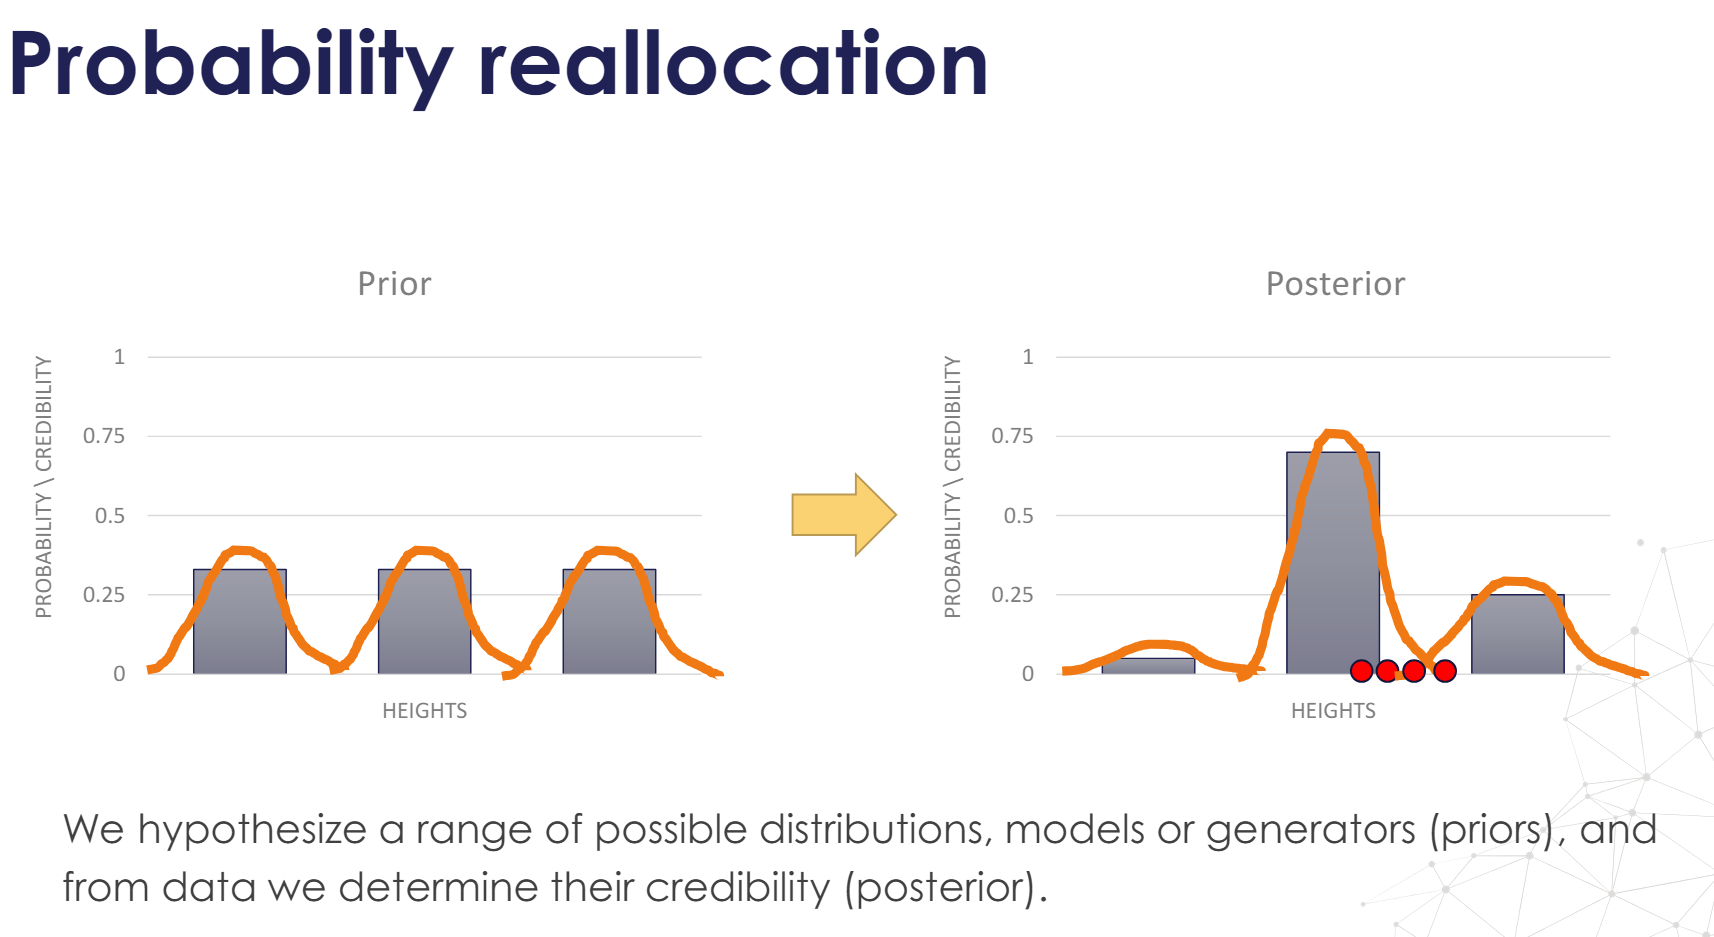 Probability reallocation
Prior
PROBABILITY \ CREDIBILITY
1
0.75
0.5
0.25
0
HEIGHTS
Posterior
PROBABILITY \ CREDIBILITY
1
0.75
0.5
0.25
0
HEIGHTS
We hypothesize a range of possible distributions, models or generators (priors), and
from data we determine their credibility (posterior).